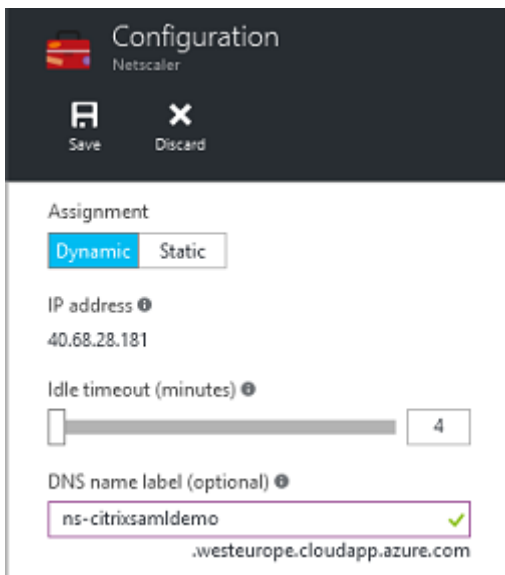 Configuration
Netscaler
Save Discard
Assignment
Dynamic Static
IP address
40.68.28.181
Idle timeout (minutes)
4
DNS name label (optional)
ns-citrixsamldemo
.westeurope.cloudapp.azure.com